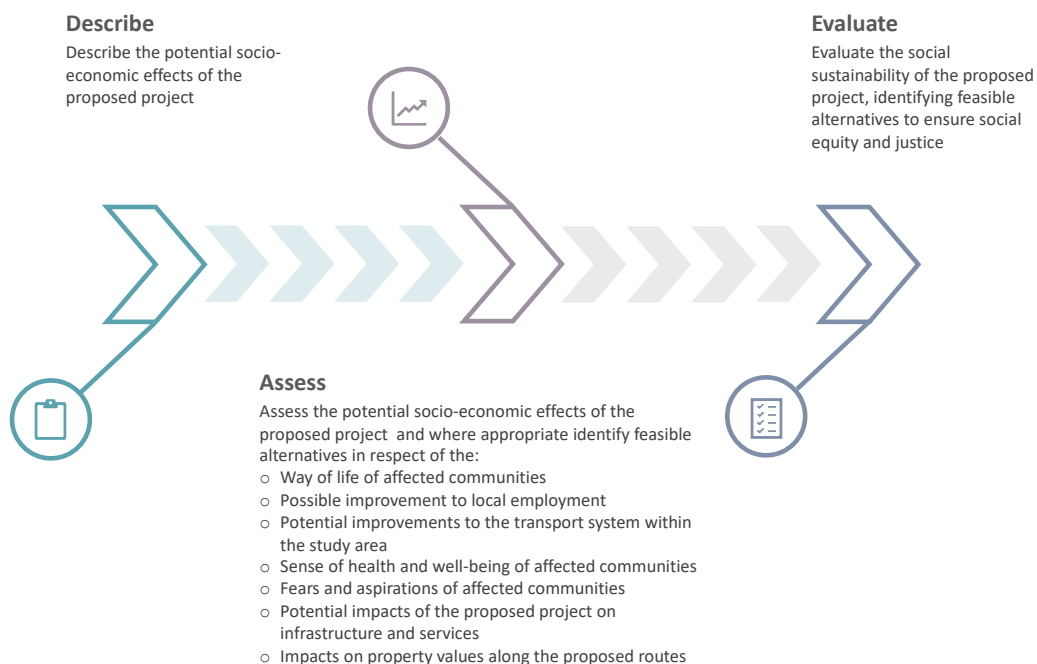 Describe
Describe the potential socio-
economic effects of the
proposed project
Evaluate
Evaluate the social
sustainability of the proposed
project, identifying feasible
alternatives to ensure social
equity and justice
Assess
Assess the potential socio-economic effects of the
proposed project  and where appropriate identify feasible
alternatives in respect of the:
o Way of life of affected communities
o Possible improvement to local employment
o Potential improvements to the transport system within
the study area
o Sense of health and well-being of affected communities
o Fears and aspirations of affected communities
o Potential impacts of the proposed project on
infrastructure and services
o Impacts on property values along the proposed routes